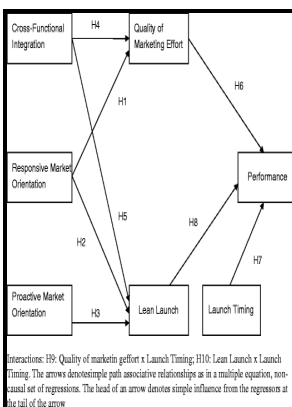 Cross-Functional
Integration
H4
Quality of
Marketing Effort
H1
H6
Responsive Market
Orientation
Performance
H5
H2
H8
H7
Proactive Market
Orientation
H3
Lean Launch
Launch Timing
Interactions: H9: Quality of marketin geffort x Launch Timing; H10: Lean Launch x Launch
Timing. The arrows denotesimple path associative relationships as in a multiple equation, non-
causal set of regressions. The head of an arrow denotes simple influence from the regressors at
the tail of the arrow